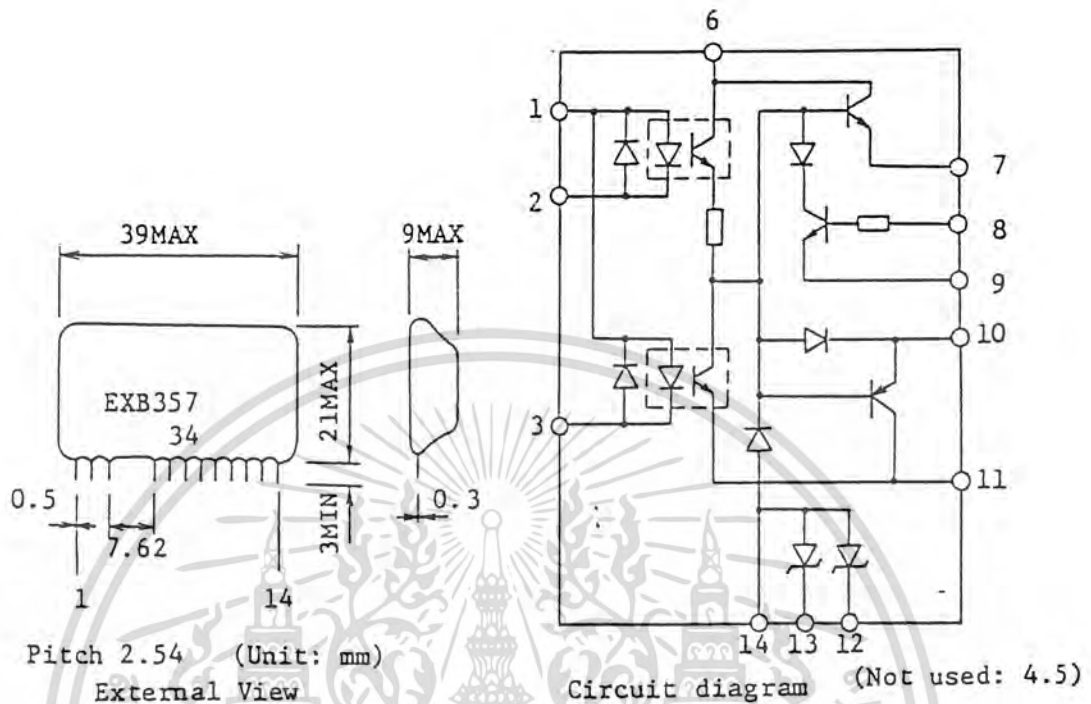 39MAX
9MAX
EXB357
34
21MAX
3MIN
0.5
7.62
0.3
1
14
Pitch 2.54 (Unit: mm)
External View
6
1
2
3
7
8
9
10
11
14
13
12
Circuit diagram (Not used: 4.5)